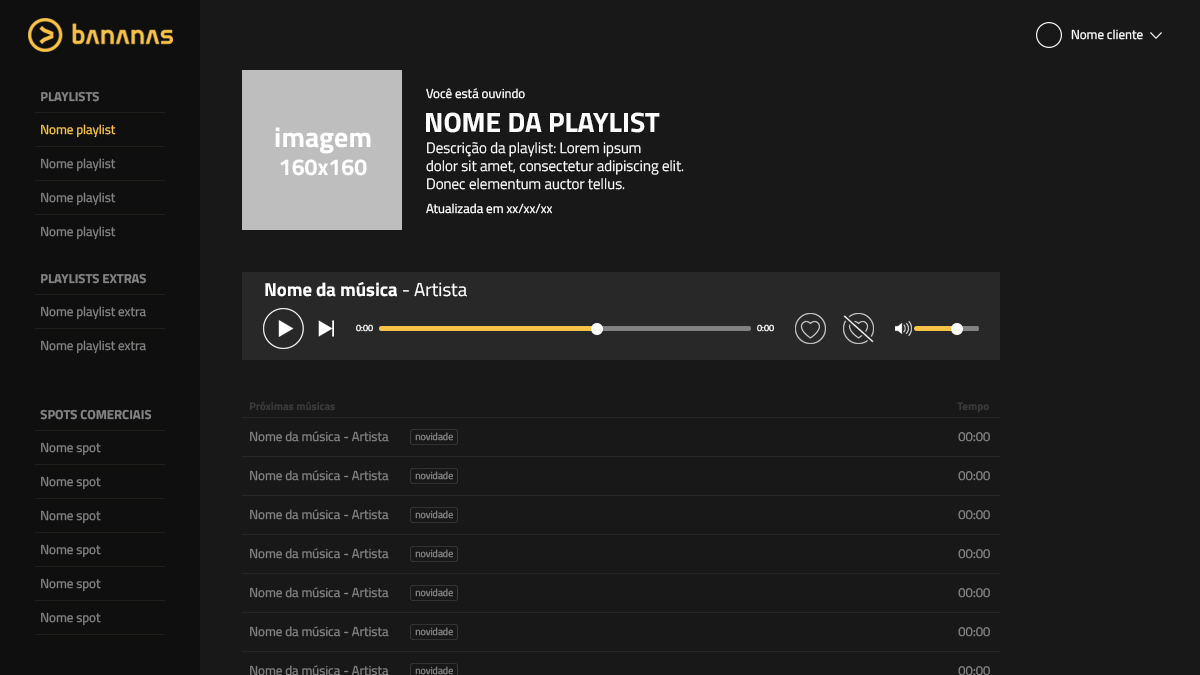 bananas
Nome cliente
PLAYLISTS
Nome playlist
Nome playlist
Nome playlist
Nome playlist
PLAYLISTS EXTRAS
Nome playlist extra
Nome playlist extra
SPOTS COMERCIAIS
Nome spot
Nome spot
Nome spot
Nome spot
Nome spot
Nome spot
imagem
160x160
Você está ouvindo
NOME DA PLAYLIST
Descrição da playlist: Lorem ipsum
dolor sit amet, consectetur adipiscing elit.
Donec elementum auctor tellus.
Atualizada em xx/xx/xx
Nome da música - Artista
0:00 0:00
Próximas músicas Tempo
Nome da música - Artista novidade 00:00
Nome da música - Artista novidade 00:00
Nome da música - Artista novidade 00:00
Nome da música - Artista novidade 00:00
Nome da música - Artista novidade 00:00
Nome da música - Artista novidade 00:00
Nome da música - Artista novidade 00:00